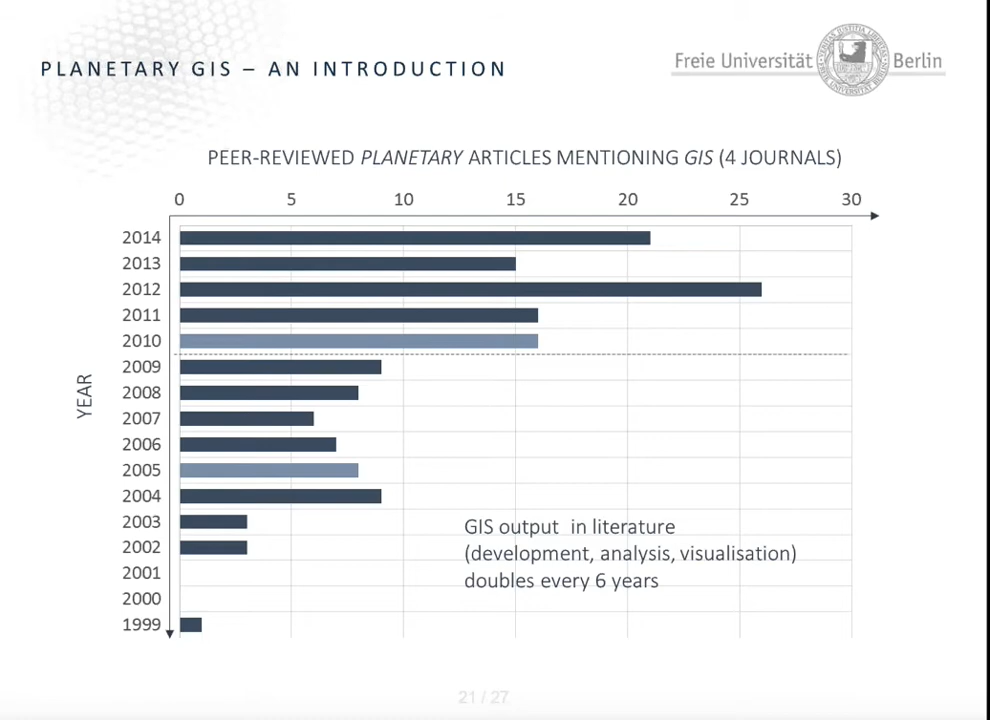 PLANETARY GIS – AN INTRODUCTION
Freie Universität Berlin
PEER-REVIEWED PLANETARY ARTICLES MENTIONING GIS (4 JOURNALS)
0 5 10 15 20 25 30
2014
2013
2012
2011
2010
2009
2008
2007
2006
2005
2004
2003
2002
2001
2000
1999
YEAR
GIS output in literature
(development, analysis, visualisation)
doubles every 6 years
21 / 27